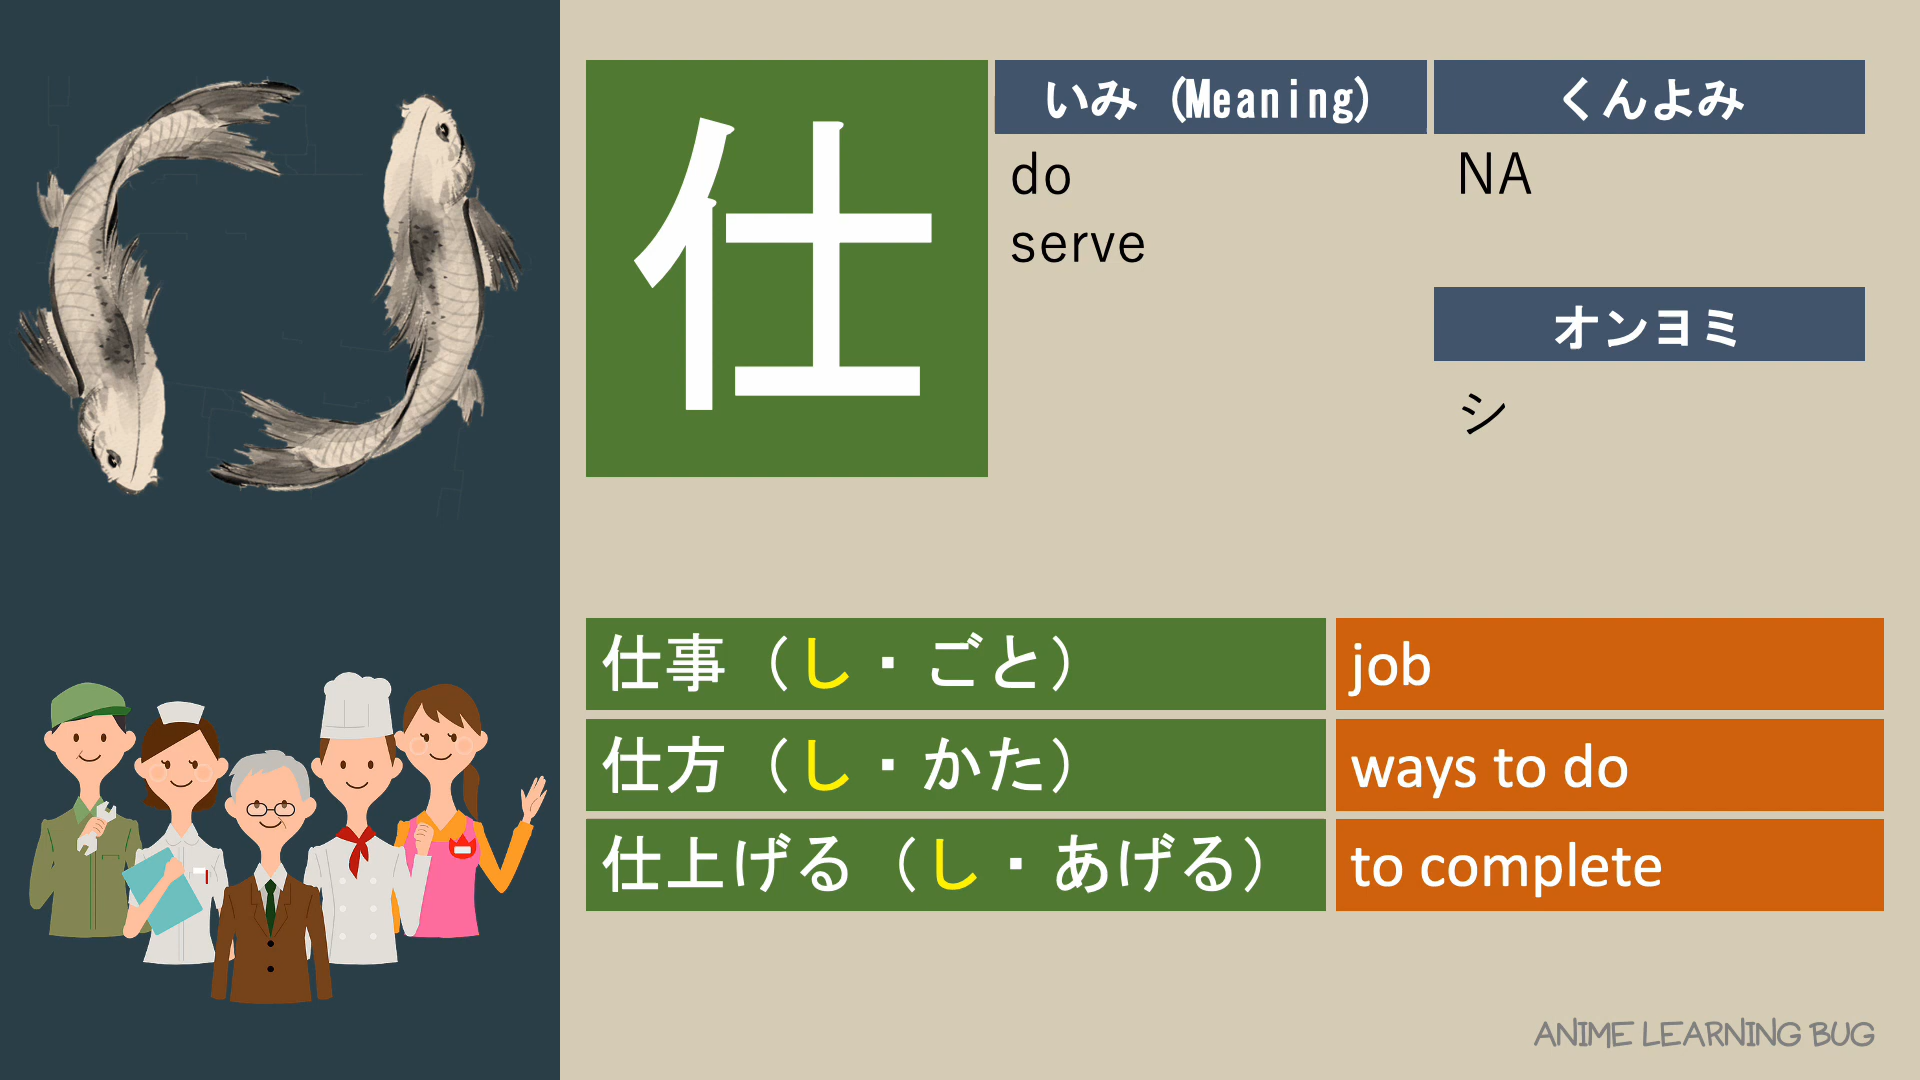 仕
いみ (Meaning)
do
serve
くんよみ
NA
オンヨミ
シ
仕事（し・ごと）
job
仕方（し・かた）
ways to do
仕上げる（し・あげる）
to complete
ANIME LEARNING BUG